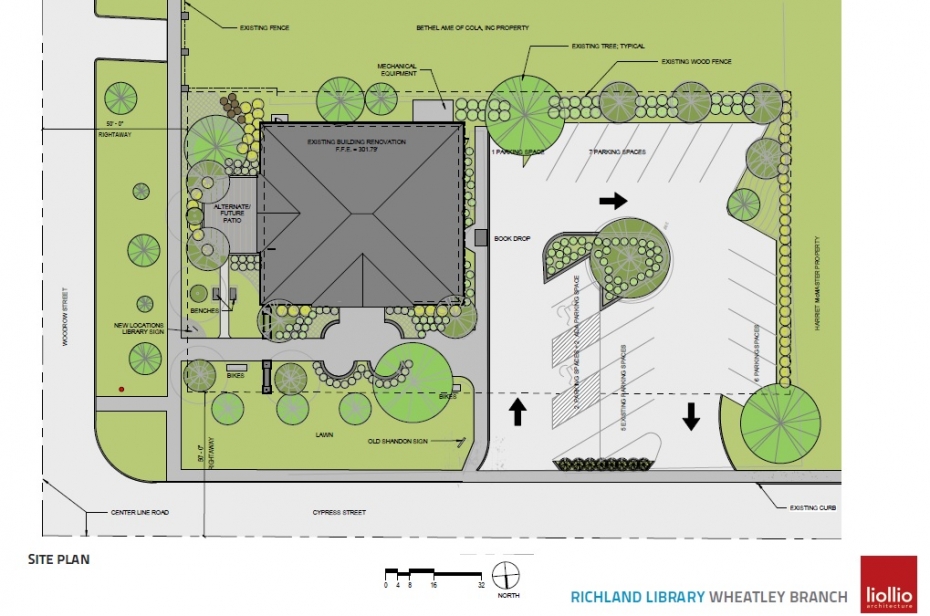 EXISTING FENCE
BETHEL AME OF COLA, INC PROPERTY
EXISTING TREE; TYPICAL
EXISTING WOOD FENCE
MECHANICAL
EQUIPMENT
50' - 0"
RIGHTAWAY
EXISTING BUILDING RENOVATION
F.F.E. = 301.79'
1 PARKING SPACE
7 PARKING SPACES
ALTERNATE/
FUTURE
PATIO
BOOK DROP
HARRIET McMASTER PROPERTY
WOODROW STREET
BENCHES
NEW LOCATIONS
LIBRARY SIGN
2 PARKING SPACES + 2 ADA PARKING SPACE
5 EXISTING PARKING SPACES
6 PARKING SPACES
BIKES
BIKES
LAWN
OLD SHANDON SIGN
50' - 0"
RIGHTAWAY
CENTER LINE ROAD
CYPRESS STREET
EXISTING CURB
SITE PLAN
0 4 8 16 32
NORTH
RICHLAND LIBRARY WHEATLEY BRANCH
liollio
architecture